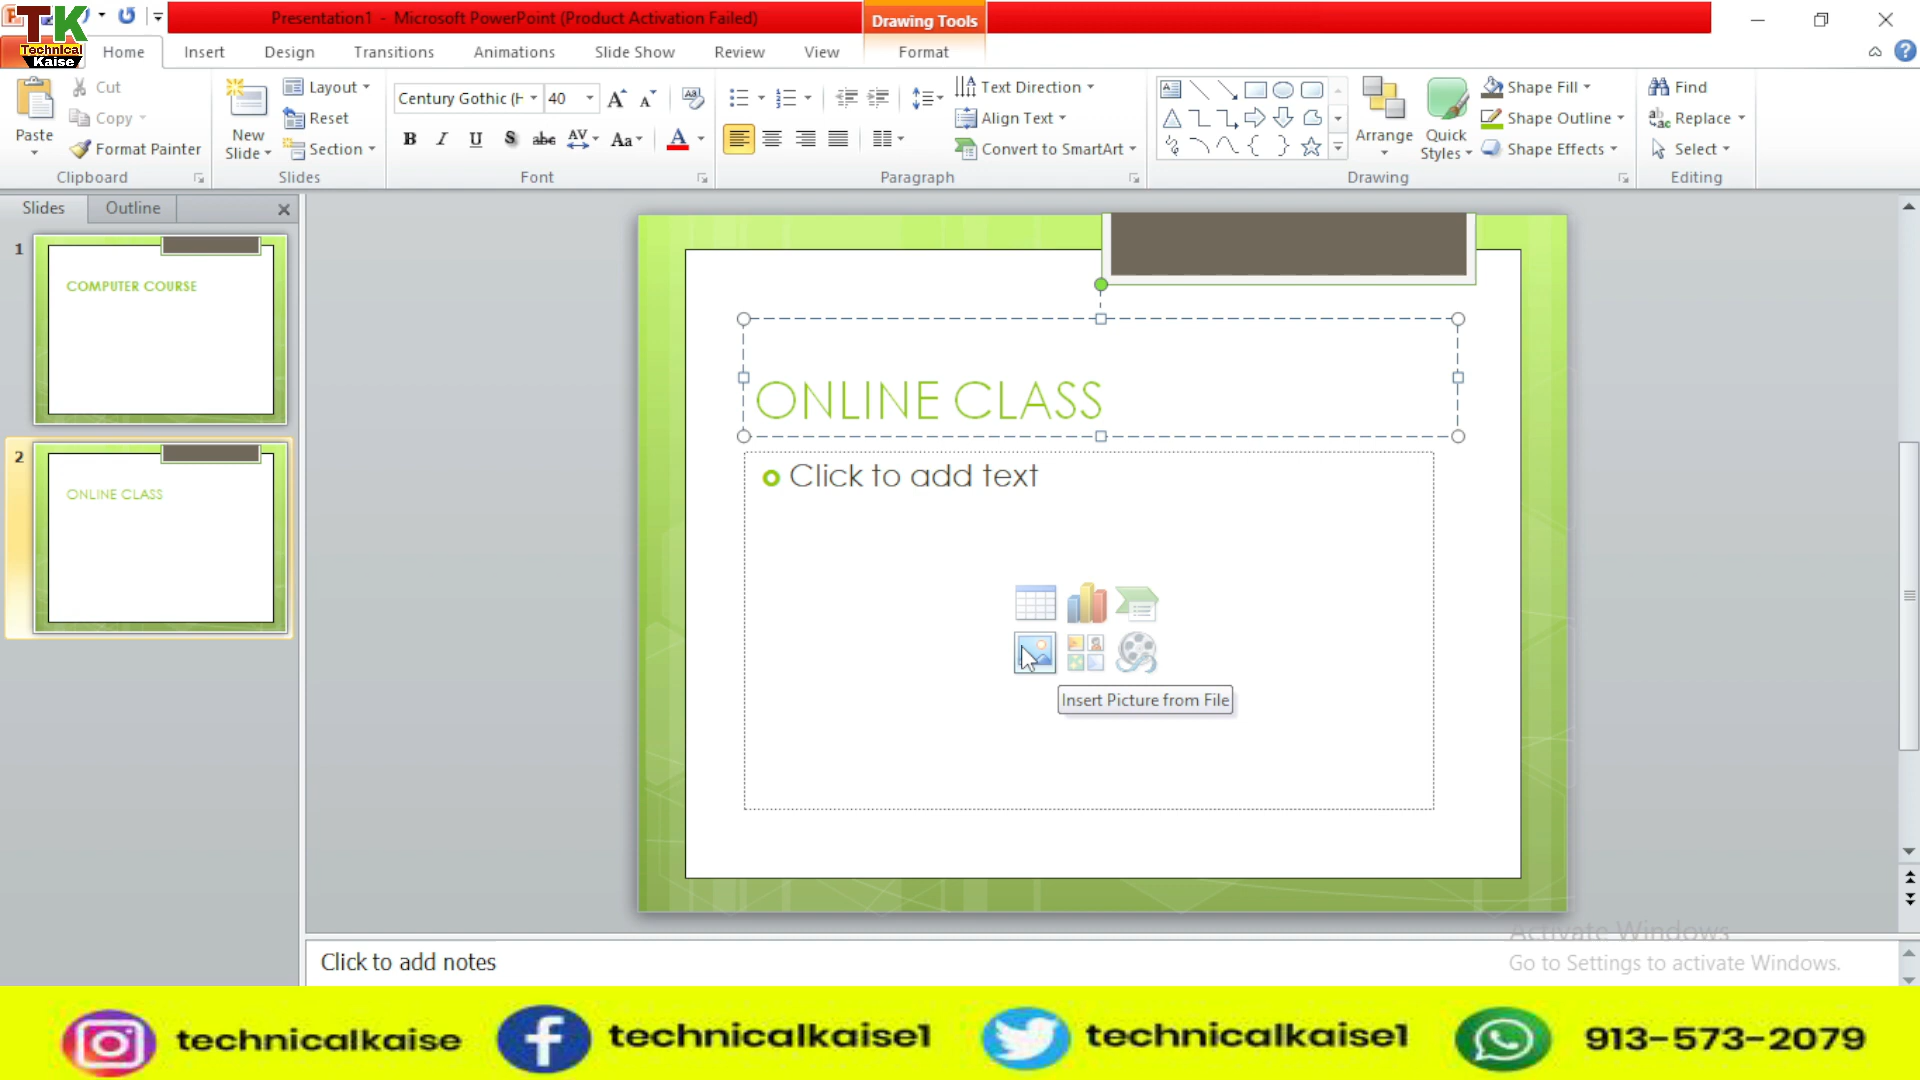 TK
Technical
Kaise
Presentation1 - Microsoft PowerPoint (Product Activation Failed)
Drawing Tools
Home
Insert
Design
Transitions
Animations
Slide Show
Review
View
Format
Paste
Cut
Copy
Format Painter
Clipboard
New
Slide
Layout
Reset
Section
Slides
Century Gothic (H
40
Font
Text Direction
Align Text
Convert to SmartArt
Paragraph
Arrange
Quick
Styles
Shape Fill
Shape Outline
Shape Effects
Drawing
Find
Replace
Select
Editing
Slides
Outline
1
COMPUTER COURSE
2
ONLINE CLASS
ONLINE CLASS
Click to add text
Insert Picture from File
Click to add notes
Activate Windows
Go to Settings to activate Windows.
technicalkaise
technicalkaise1
technicalkaise1
913-573-2079